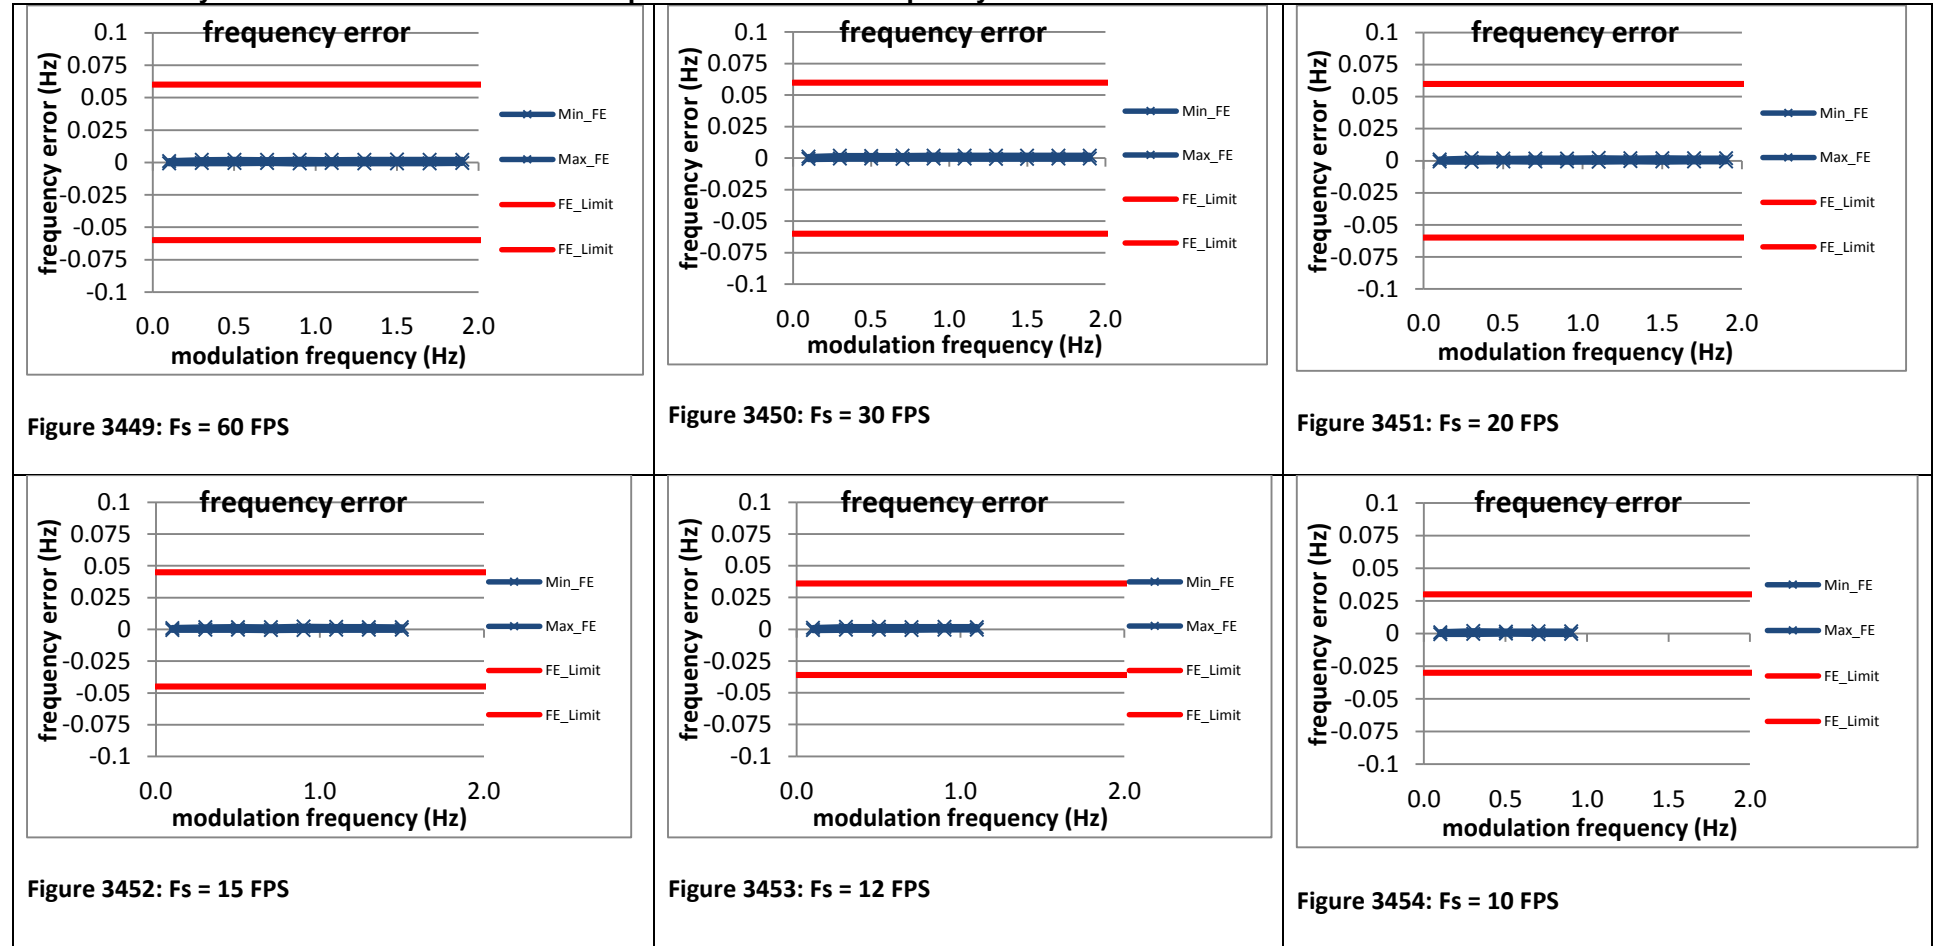 frequency error
0.1
0.075
0.05
0.025
0
-0.025
-0.05
-0.075
-0.1
frequency error (Hz)
0.0 0.5 1.0 1.5 2.0
modulation frequency (Hz)
Min_FE
Max_FE
FE_Limit
FE_Limit
Figure 3449: Fs = 60 FPS
frequency error
0.1
0.075
0.05
0.025
0
-0.025
-0.05
-0.075
-0.1
frequency error (Hz)
0.0 0.5 1.0 1.5 2.0
modulation frequency (Hz)
Min_FE
Max_FE
FE_Limit
FE_Limit
Figure 3450: Fs = 30 FPS
frequency error
0.1
0.075
0.05
0.025
0
-0.025
-0.05
-0.075
-0.1
frequency error (Hz)
0.0 0.5 1.0 1.5 2.0
modulation frequency (Hz)
Min_FE
Max_FE
FE_Limit
FE_Limit
Figure 3451: Fs = 20 FPS
frequency error
0.1
0.075
0.05
0.025
0
-0.025
-0.05
-0.075
-0.1
frequency error (Hz)
0.0 1.0 2.0
modulation frequency (Hz)
Min_FE
Max_FE
FE_Limit
FE_Limit
Figure 3452: Fs = 15 FPS
frequency error
0.1
0.075
0.05
0.025
0
-0.025
-0.05
-0.075
-0.1
frequency error (Hz)
0.0 1.0 2.0
modulation frequency (Hz)
Min_FE
Max_FE
FE_Limit
FE_Limit
Figure 3453: Fs = 12 FPS
frequency error
0.1
0.075
0.05
0.025
0
-0.025
-0.05
-0.075
-0.1
frequency error (Hz)
0.0 0.5 1.0 1.5 2.0
modulation frequency (Hz)
Min_FE
Max_FE
FE_Limit
FE_Limit
Figure 3454: Fs = 10 FPS